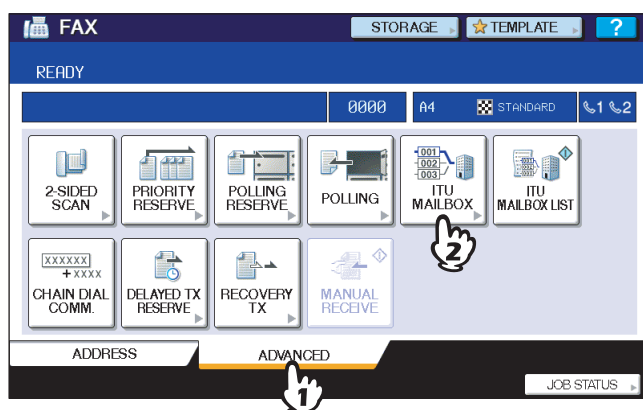 FAX
STORAGE
TEMPLATE
?
READY
0000
A4
STANDARD
1 2
2-SIDED
SCAN
PRIORITY
RESERVE
POLLING
RESERVE
POLLING
001
002
003
ITU
MAILBOX
ITU
MAILBOX LIST
2
XXXXXX
+XXXX
CHAIN DIAL
COMM.
DELAYED TX
RESERVE
RECOVERY
TX
MANUAL
RECEIVE
ADDRESS
ADVANCED
1
JOB STATUS